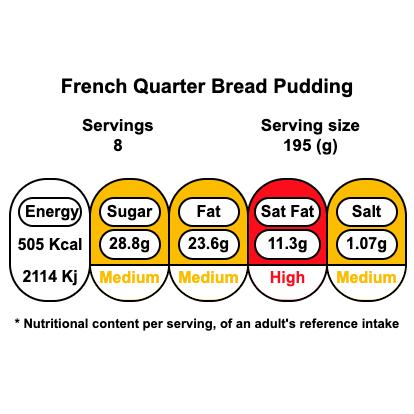 French Quarter Bread Pudding
Servings Serving size
8 195 (g)
Energy Sugar Fat Sat Fat Salt
505 Kcal 28.8g 23.6g 11.3g 1.07g
2114 Kj Medium Medium High Medium
* Nutritional content per serving, of an adult's reference intake